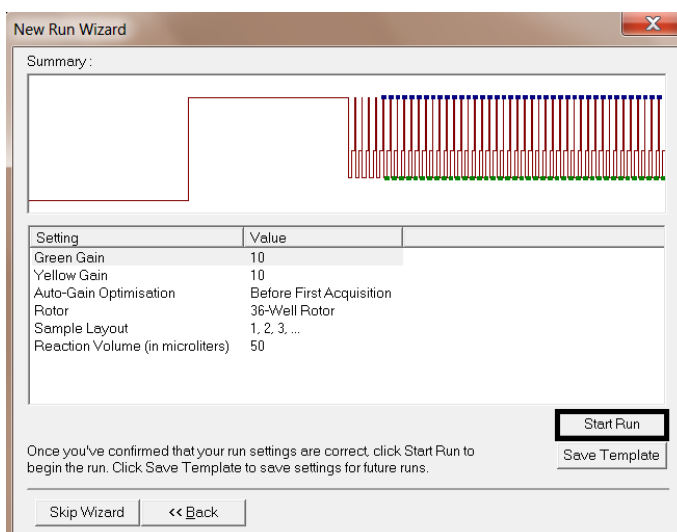 New Run Wizard
X
Summary :
Setting Value
Green Gain 10
Yellow Gain 10
Auto-Gain Optimisation Before First Acquisition
Rotor 36-Well Rotor
Sample Layout 1, 2, 3, ...
Reaction Volume (in microliters) 50
Start Run
Once you've confirmed that your run settings are correct, click Start Run to
begin the run. Click Save Template to save settings for future runs.
Save Template
Skip Wizard << Back